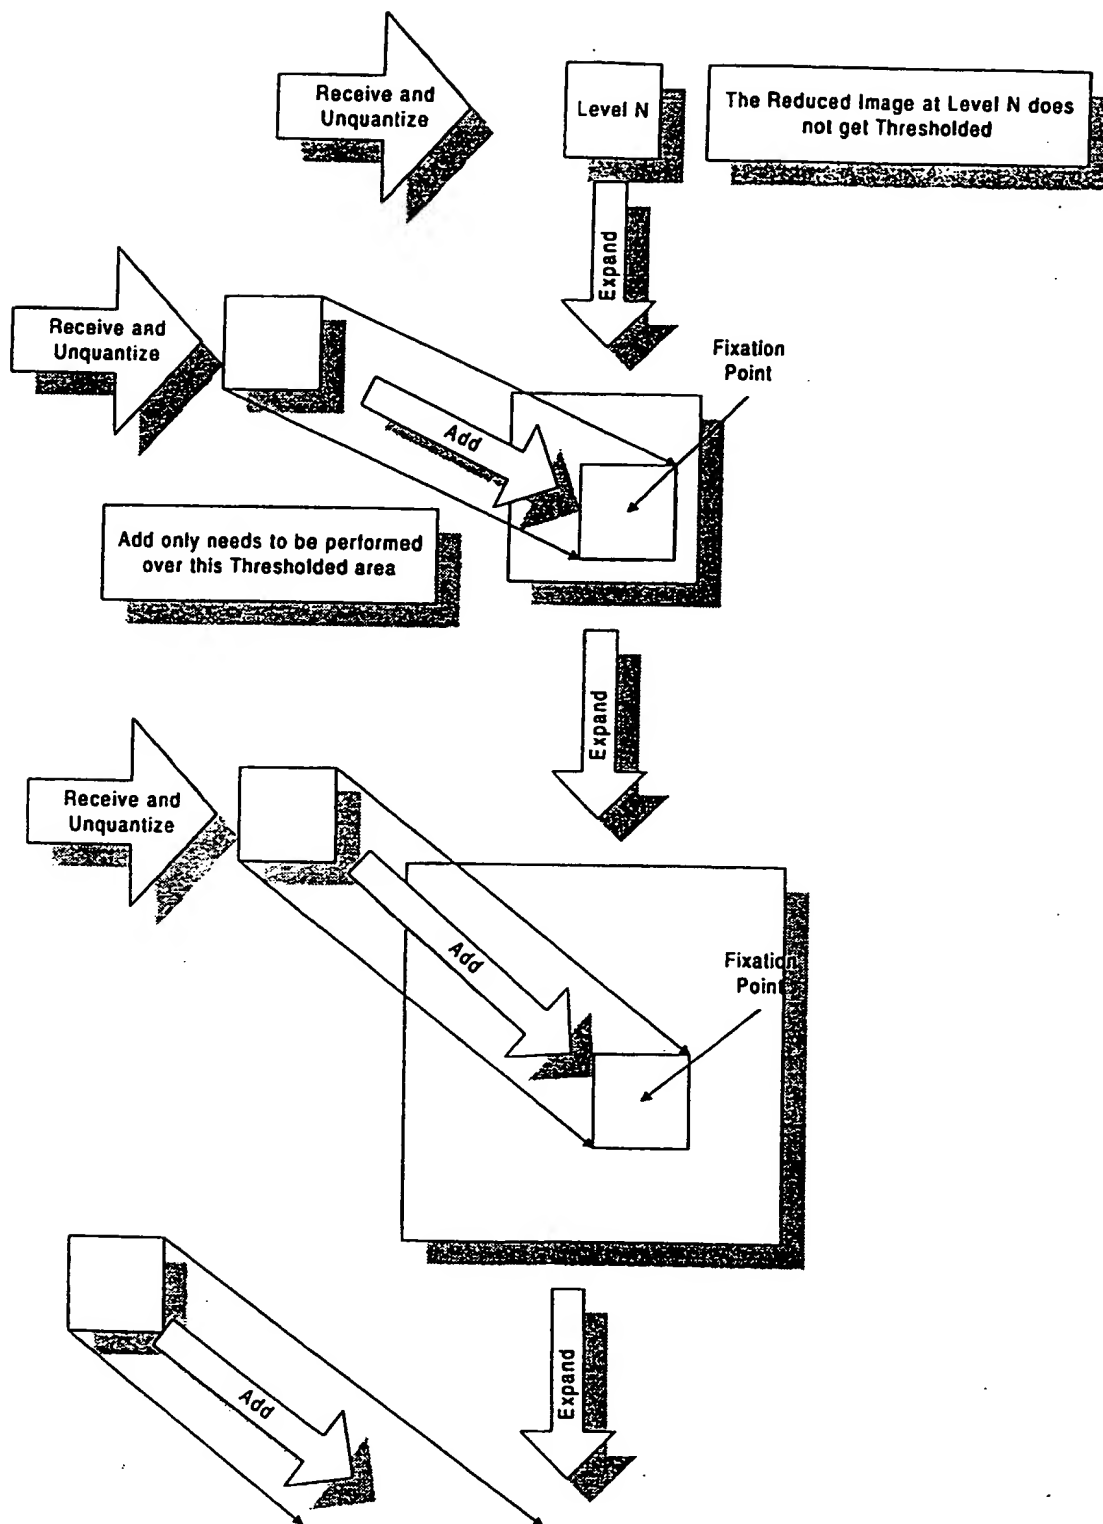 Receive and
Unquantize
Level N
The Reduced Image at Level N does
not get Thresholded
Expand
Receive and
Unquantize
Fixation
Point
Add
Add only needs to be performed
over this Thresholded area
Expand
Receive and
Unquantize
Add
Fixation
Point
Add
Expand